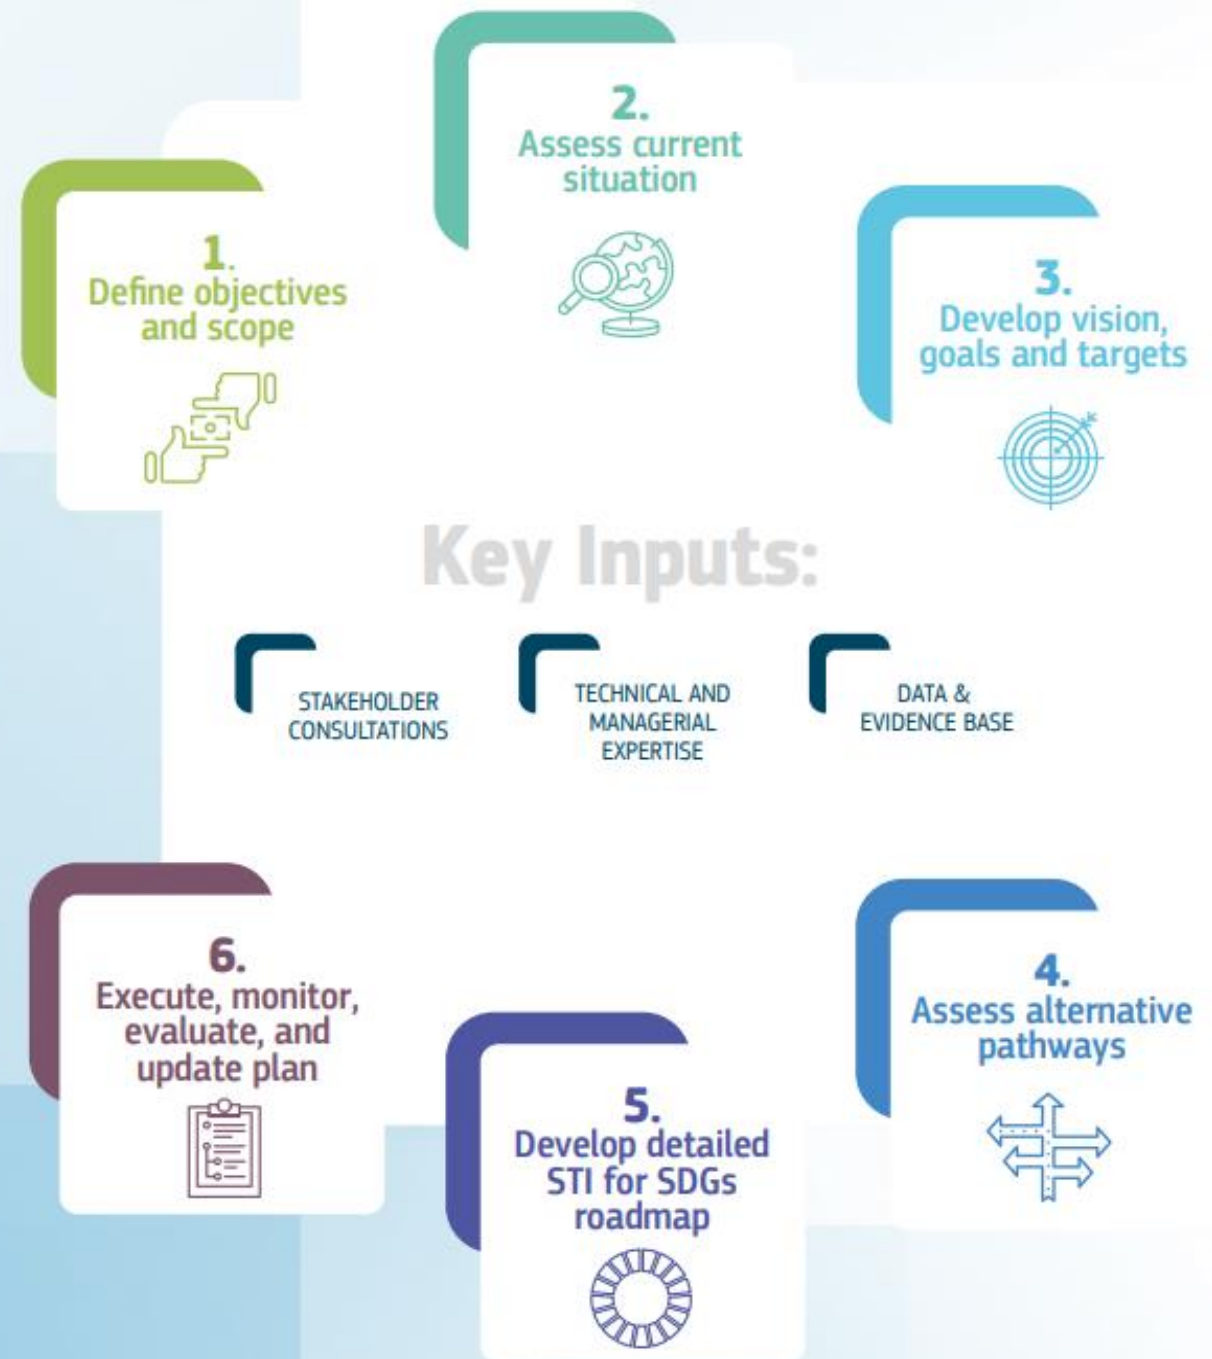 1.
Define objectives
and scope
2.
Assess current
situation
3.
Develop vision,
goals and targets
Key Inputs:
STAKEHOLDER
CONSULTATIONS
TECHNICAL AND
MANAGERIAL
EXPERTISE
DATA &
EVIDENCE BASE
4.
Assess alternative
pathways
5.
Develop detailed
STI for SDGs
roadmap
6.
Execute, monitor,
evaluate, and
update plan